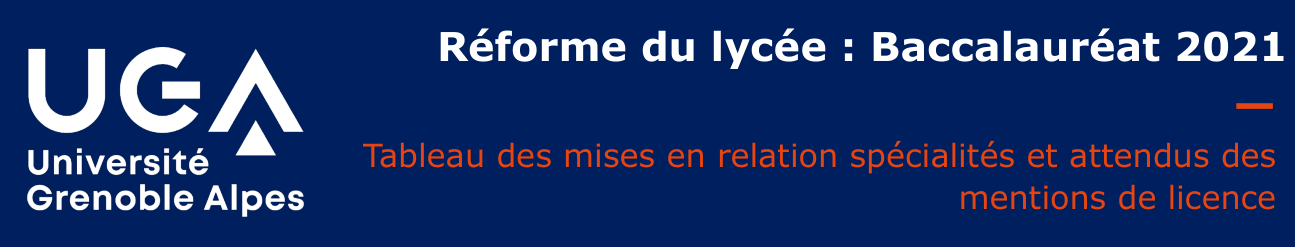 UGA
Université
Grenoble Alpes
Réforme du lycée : Baccalauréat 2021
Tableau des mises en relation spécialités et attendus des
mentions de licence